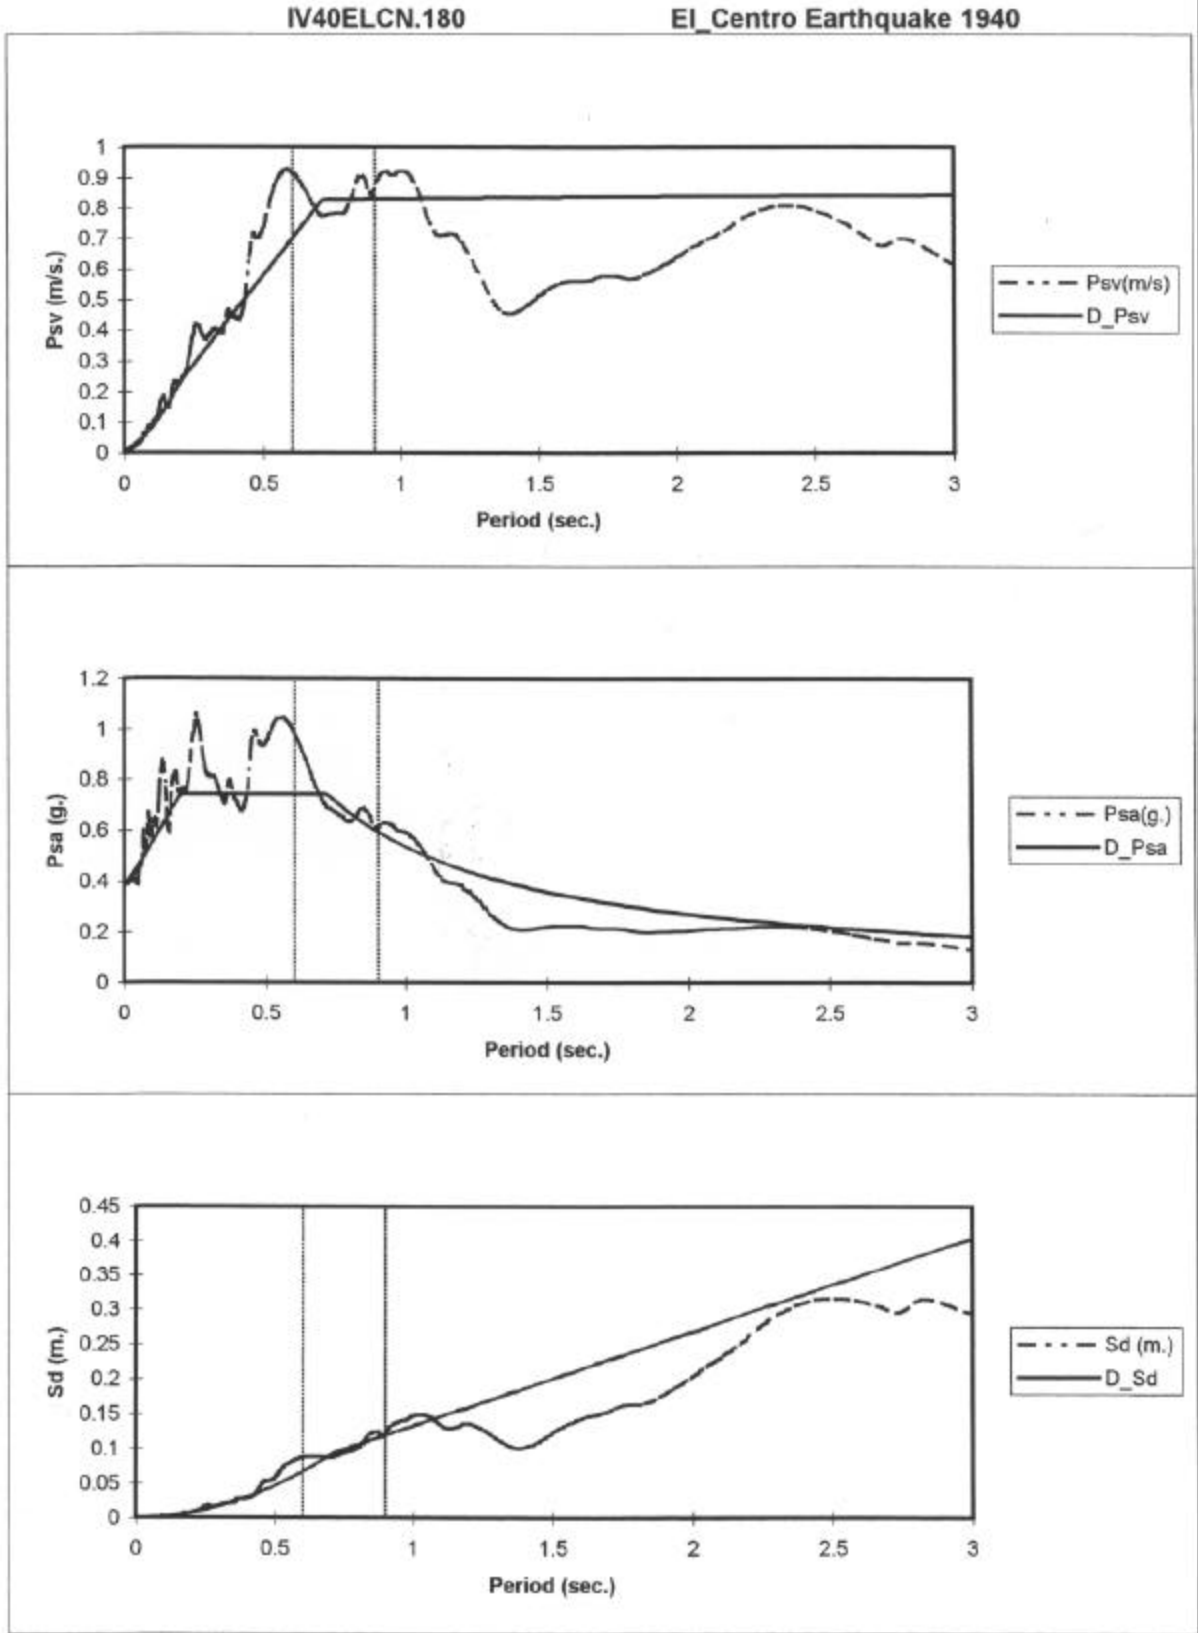 IV40ELCN.180 El_Centro Earthquake 1940
1
0.9
0.8
0.7
0.6
0.5
0.4
0.3
0.2
0.1
0
Psv (m/s.)
0 0.5 1 1.5 2 2.5 3
Period (sec.)
Psv(m/s)
D_Psv
1.2
1
0.8
0.6
0.4
0.2
0
Psa (g.)
0 0.5 1 1.5 2 2.5 3
Period (sec.)
Psa(g.)
D_Psa
0.45
0.4
0.35
0.3
0.25
0.2
0.15
0.1
0.05
0
Sd (m.)
0 0.5 1 1.5 2 2.5 3
Period (sec.)
Sd (m.)
D_Sd